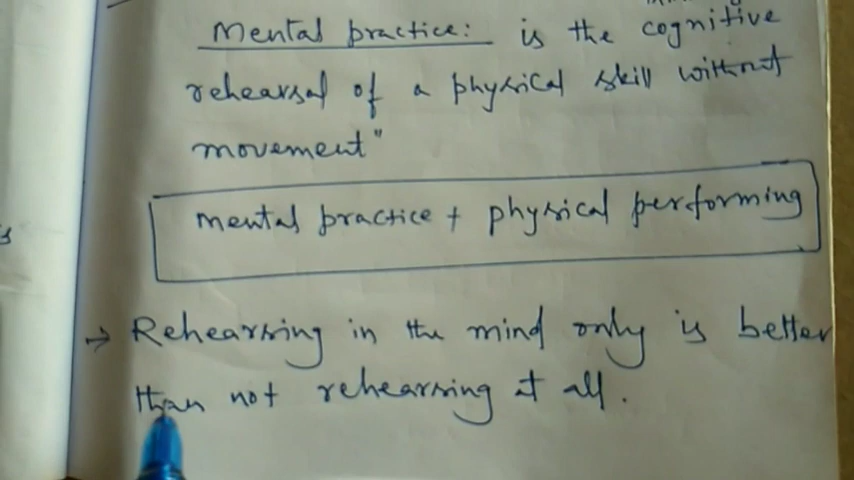 Mental practice: is the cognitive
rehearsal of a physical skill without
movement"
mental practice + physical performing
→ Rehearsing in the mind only is better
than not rehearsing at all.